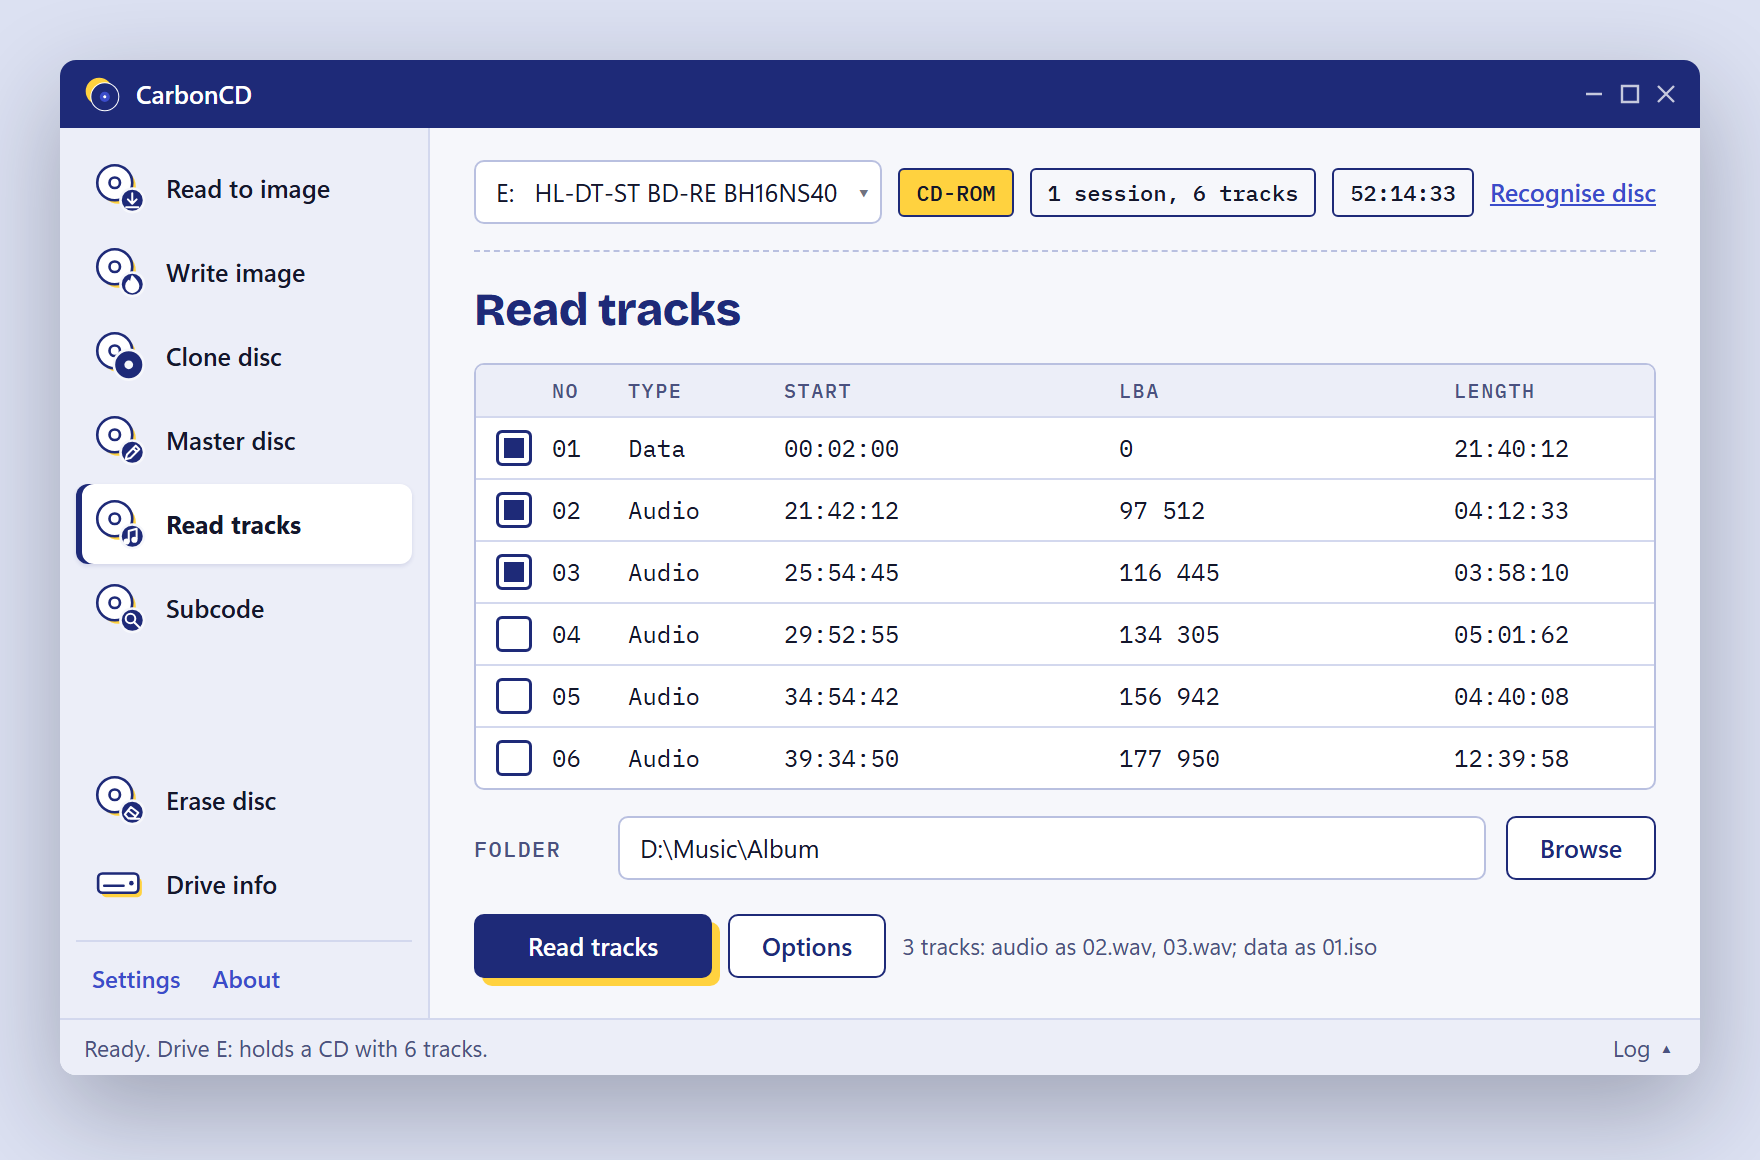 CarbonCD
Read to image
Write image
Clone disc
Master disc
Read tracks
Subcode
Erase disc
Drive info
Settings About
E: HL-DT-ST BD-RE BH16NS40 CD-ROM 1 session, 6 tracks 52:14:33 Recognise disc
Read tracks
NO TYPE START LBA LENGTH
01 Data 00:02:00 0 21:40:12
02 Audio 21:42:12 97 512 04:12:33
03 Audio 25:54:45 116 445 03:58:10
04 Audio 29:52:55 134 305 05:01:62
05 Audio 34:54:42 156 942 04:40:08
06 Audio 39:34:50 177 950 12:39:58
FOLDER D:\Music\Album Browse
Read tracks Options 3 tracks: audio as 02.wav, 03.wav; data as 01.iso
Ready. Drive E: holds a CD with 6 tracks. Log